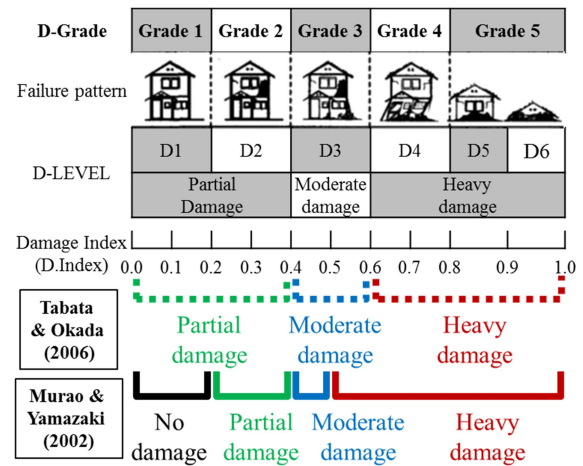 D-Grade Grade 1 Grade 2 Grade 3 Grade 4 Grade 5
Failure pattern
D-LEVEL D1 D2 D3 D4 D5 D6
Partial Damage
Moderate damage
Heavy damage
Damage Index
(D.Index) 0.0 0.1 0.2 0.3 0.4 0.5 0.6 0.7 0.8 0.9 1.0
Tabata
& Okada
(2006)
Partial
damage
Moderate
damage
Heavy
damage
Murao &
Yamazaki
(2002)
No
damage
Partial
damage
Moderate
damage
Heavy
damage